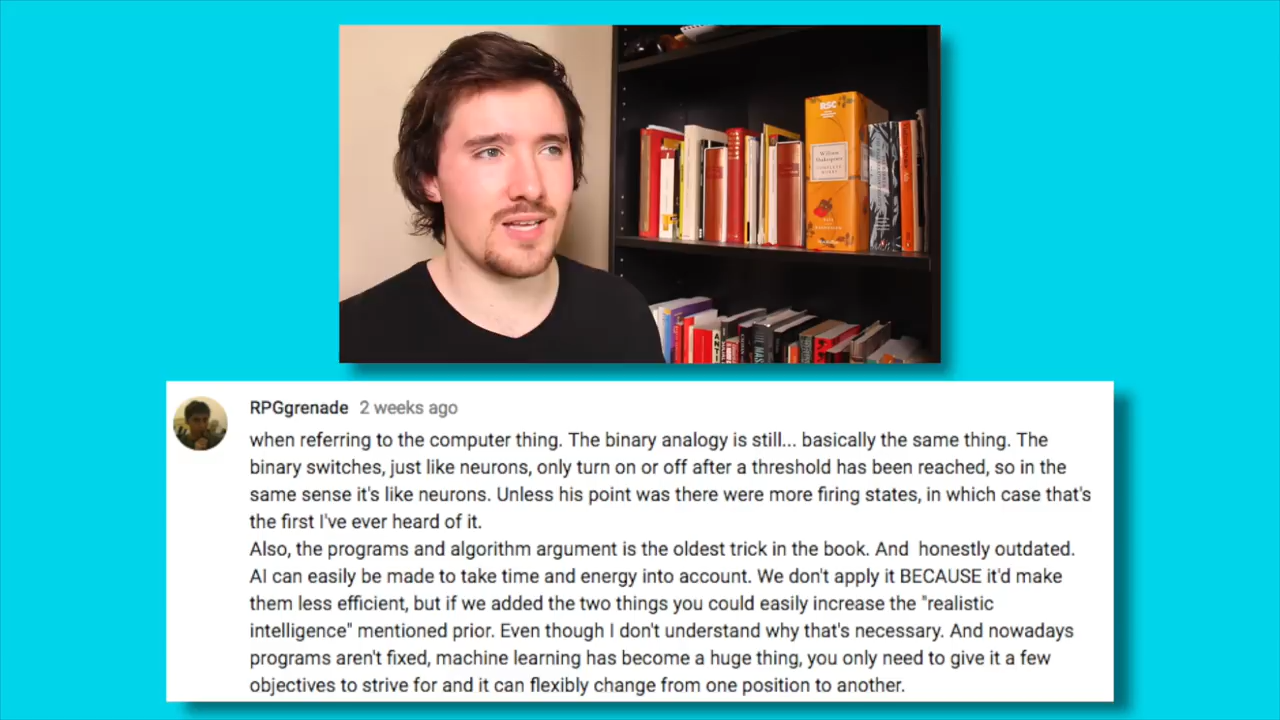 RSC
William
Shakespeare
COMPLETE
WORKS
RPGgrenade 2 weeks ago
when referring to the computer thing. The binary analogy is still... basically the same thing. The
binary switches, just like neurons, only turn on or off after a threshold has been reached, so in the
same sense it's like neurons. Unless his point was there were more firing states, in which case that's
the first I've ever heard of it.
Also, the programs and algorithm argument is the oldest trick in the book. And honestly outdated.
AI can easily be made to take time and energy into account. We don't apply it BECAUSE it'd make
them less efficient, but if we added the two things you could easily increase the "realistic
intelligence" mentioned prior. Even though I don't understand why that's necessary. And nowadays
programs aren't fixed, machine learning has become a huge thing, you only need to give it a few
objectives to strive for and it can flexibly change from one position to another.